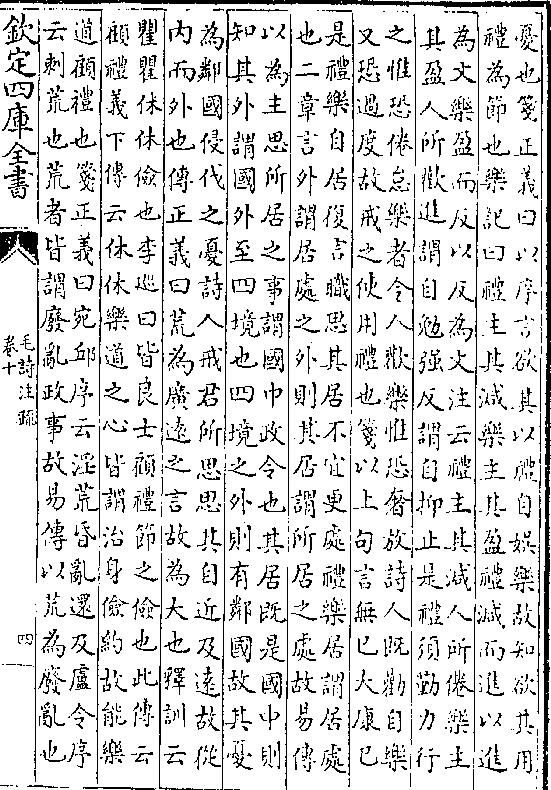 憂也箋正義曰以序言欲其以禮自娛樂故知欲其用
禮為節也樂記曰禮主其減樂主其盈禮減而進以進
為文樂盈而反以反為文注云禮主其減人所倦樂主
其盈人所歡進謂自勉强反謂自抑止是禮須勤力行
之惟恐倦怠樂者令人歡樂惟恐奢放詩人既勸自樂
又恐過度故戒之使用禮也箋以上句言無已大康已
是禮樂自居復言職思其居不宜更處禮樂居謂居處
也二章言外謂居處之外則其居謂所居之處故易傳
以為主思所居之事謂國中政令也其居既是國中則
知其外謂國外至四境也四境之外則有鄰國故其憂
為鄰國侵伐之憂詩人戒君所思思其自近及遠故從
内而外也傳正義曰荒為廣遠之言故為大也釋訓云
瞿瞿休休儉也李廵曰皆良士顧禮節之儉也此傳云
顧禮義下傳云休休樂道之心皆謂治身儉約故能樂
道顧禮也箋正義曰宛邱序云淫荒昏亂還及盧令序
云刺荒也荒者皆謂廢亂政事故易傳以荒為廢亂也
欽定四庫全書
毛詩注疏
卷十
四